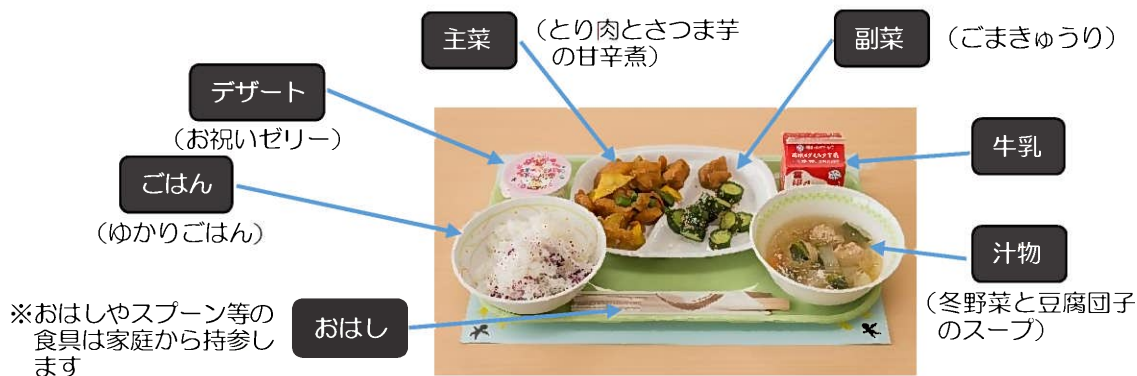 主菜
(とり肉とさつま芋
の甘辛煮)
副菜
(ごまきゅうり)
デザート
(お祝いゼリー)
牛乳
ごはん
(ゆかりごはん)
汁物
(冬野菜と豆腐団子
のスープ)
※おはしやスプーン等の
食具は家庭から持参し
ます
おはし